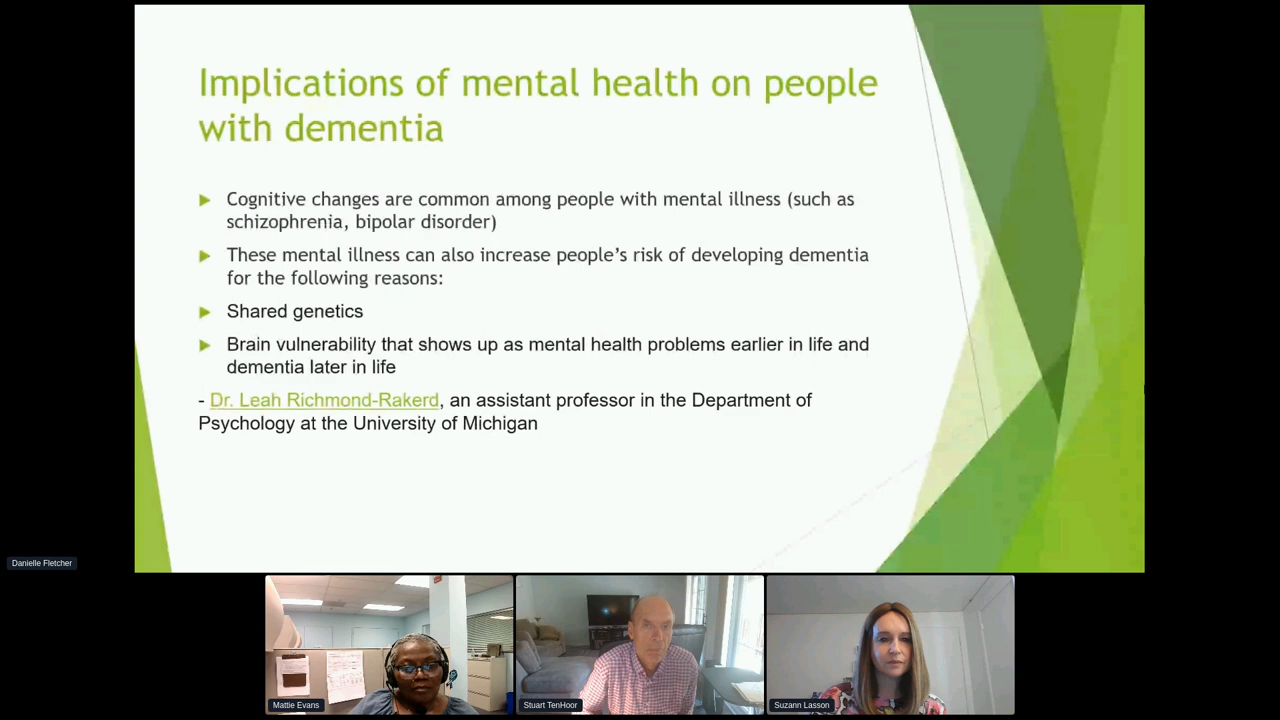 Implications of mental health on people
with dementia
Cognitive changes are common among people with mental illness (such as
schizophrenia, bipolar disorder)
These mental illness can also increase people's risk of developing dementia
for the following reasons:
Shared genetics
Brain vulnerability that shows up as mental health problems earlier in life and
dementia later in life
- Dr. Leah Richmond-Rakerd, an assistant professor in the Department of
Psychology at the University of Michigan
Danielle Fletcher
Mattie Evans
Stuart TenHoor
Suzann Lasson